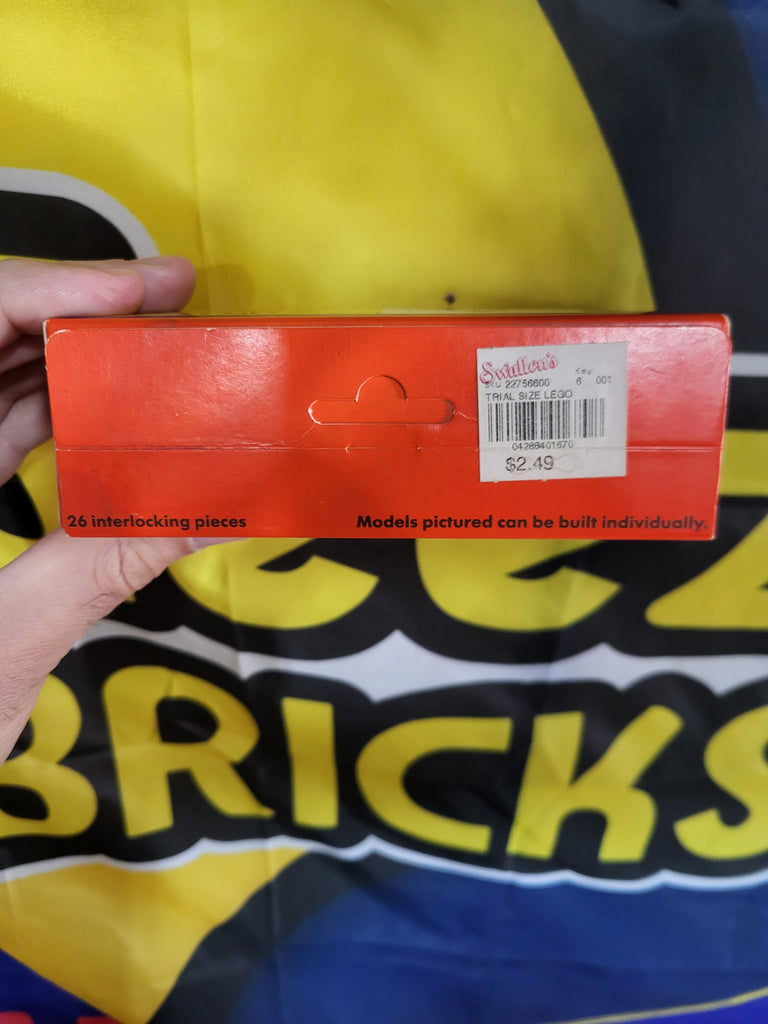 Swallen's
SKU 22756600
Key
6 001
TRIAL SIZE LEGO
04288401670
$2.49
26 interlocking pieces
Models pictured can be built individually.
BRICKS